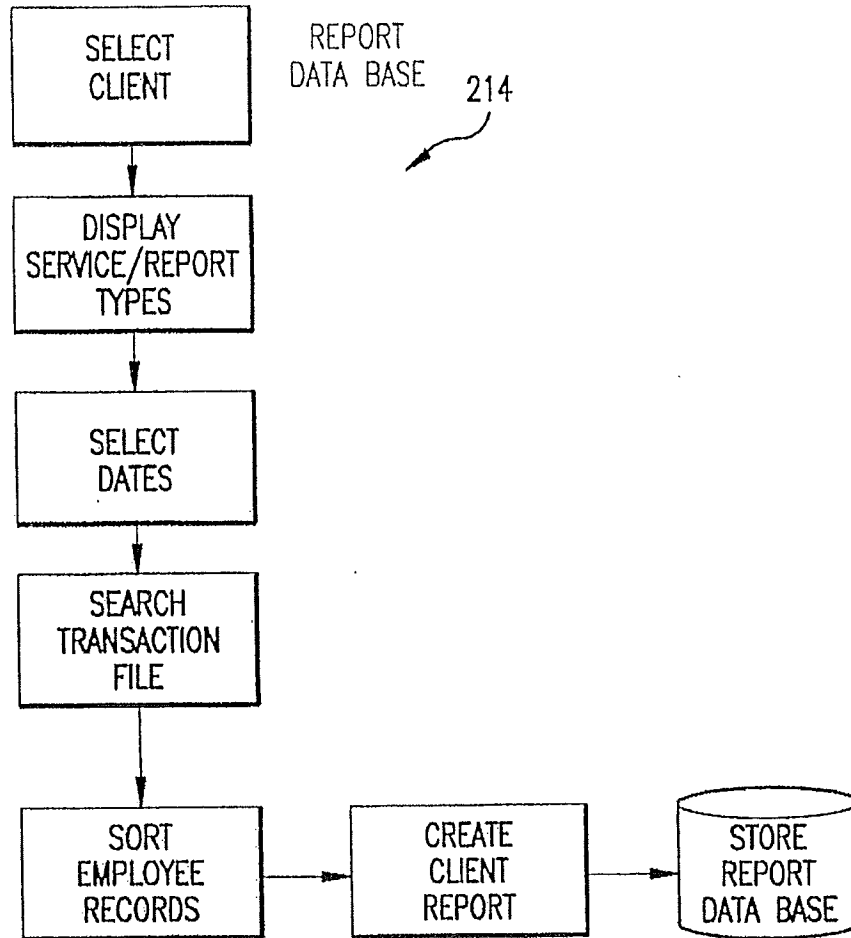 SELECT
CLIENT
REPORT
DATA BASE
214
DISPLAY
SERVICE/REPORT
TYPES
SELECT
DATES
SEARCH
TRANSACTION
FILE
SORT
EMPLOYEE
RECORDS
CREATE
CLIENT
REPORT
STORE
REPORT
DATA BASE